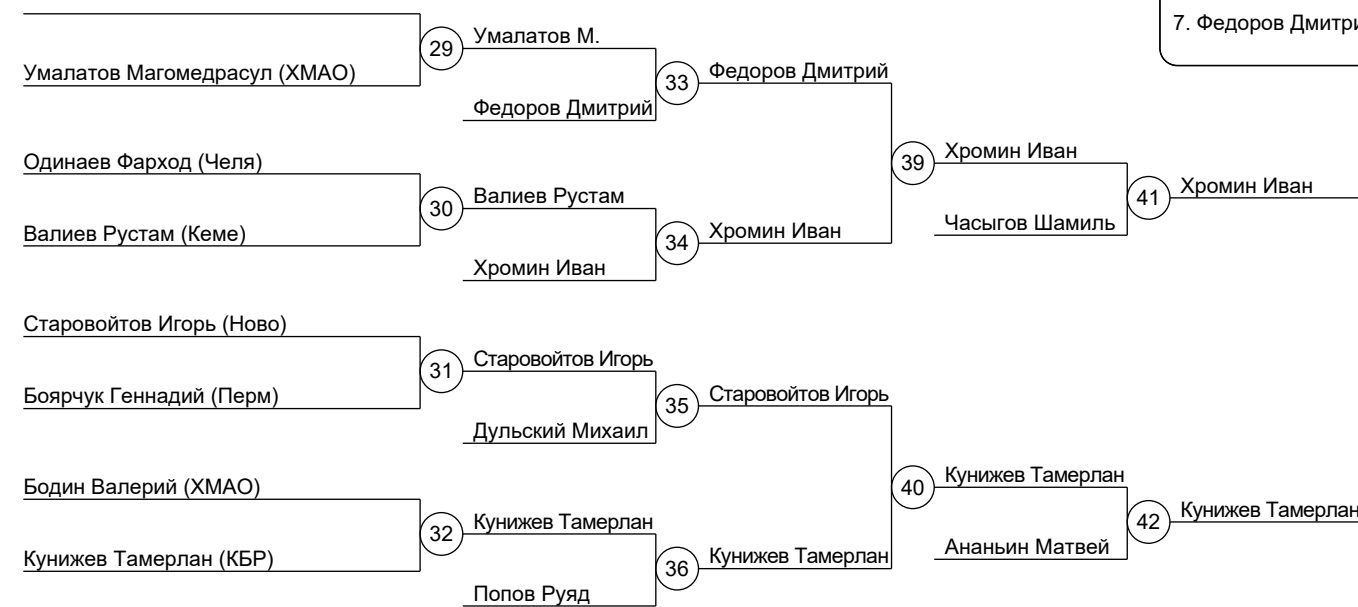 7. Федоров Дмитри
29
Умалатов М.
Умалатов Магомедрасул (ХМАО)
33
Федоров Дмитрий
Федоров Дмитрий
Одинаев Фарход (Челя)
39
Хромин Иван
30
Валиев Рустам
41
Хромин Иван
Валиев Рустам (Кеме)
34
Хромин Иван
Часыгов Шамиль
Хромин Иван
Старовойтов Игорь (Ново)
31
Старовойтов Игорь
Боярчук Геннадий (Перм)
35
Старовойтов Игорь
Дульский Михаил
Бодин Валерий (ХМАО)
40
Кунижев Тамерлан
32
Кунижев Тамерлан
42
Кунижев Тамерлан
Кунижев Тамерлан (КБР)
36
Кунижев Тамерлан
Ананьин Матвей
Попов Руяд